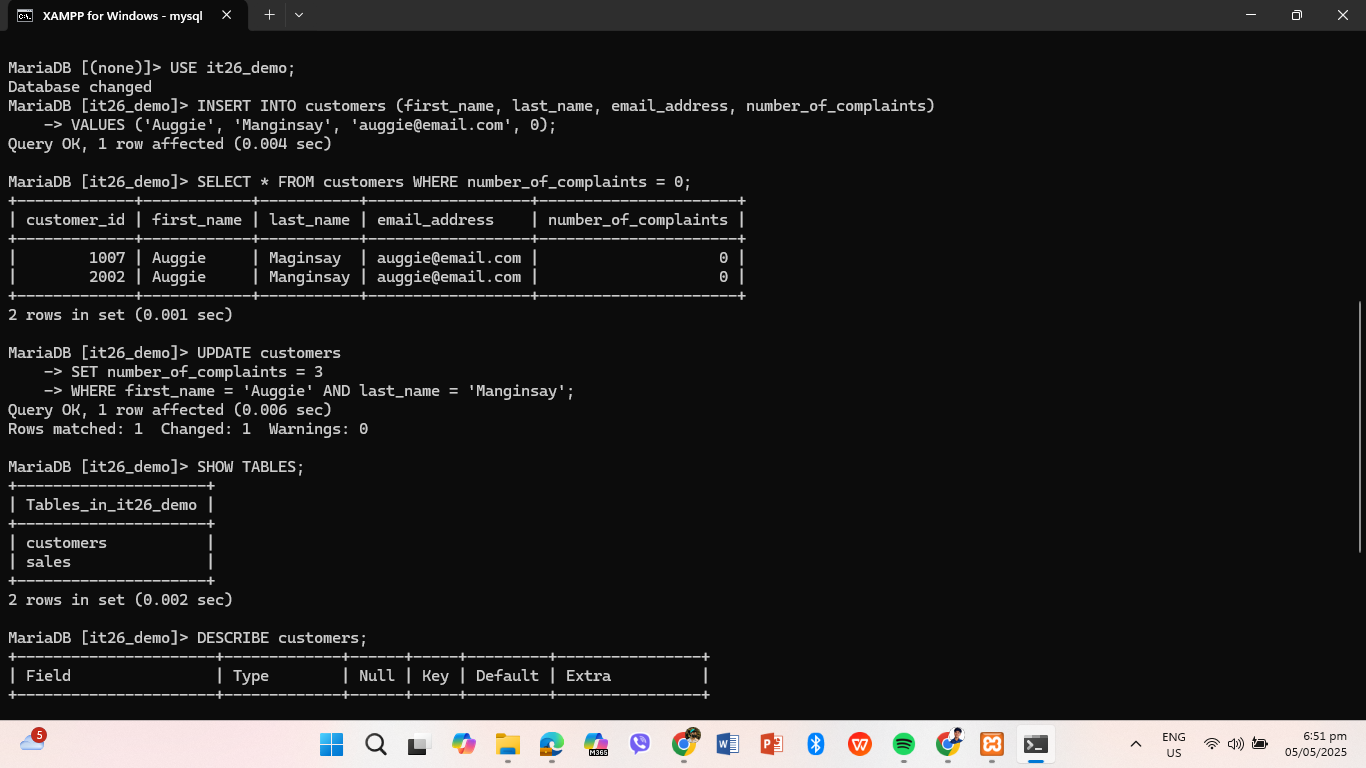 XAMPP for Windows - mysql
MariaDB [(none)]> USE it26_demo;
Database changed
MariaDB [it26_demo]> INSERT INTO customers (first_name, last_name, email_address, number_of_complaints)
    -> VALUES ('Auggie', 'Manginsay', 'auggie@email.com', 0);
Query OK, 1 row affected (0.004 sec)
MariaDB [it26_demo]> SELECT * FROM customers WHERE number_of_complaints = 0;
+-------------+------------+-----------+------------------+----------------------+
| customer_id | first_name | last_name | email_address    | number_of_complaints |
+-------------+------------+-----------+------------------+----------------------+
|        1007 | Auggie     | Maginsay  | auggie@email.com |                    0 |
|        2002 | Auggie     | Manginsay | auggie@email.com |                    0 |
+-------------+------------+-----------+------------------+----------------------+
2 rows in set (0.001 sec)
MariaDB [it26_demo]> UPDATE customers
    -> SET number_of_complaints = 3
    -> WHERE first_name = 'Auggie' AND last_name = 'Manginsay';
Query OK, 1 row affected (0.006 sec)
Rows matched: 1  Changed: 1  Warnings: 0
MariaDB [it26_demo]> SHOW TABLES;
+---------------------+
| Tables_in_it26_demo |
+---------------------+
| customers           |
| sales               |
+---------------------+
2 rows in set (0.002 sec)
MariaDB [it26_demo]> DESCRIBE customers;
+----------------------+-------------+------+-----+---------+----------------+
| Field                | Type        | Null | Key | Default | Extra          |
+----------------------+-------------+------+-----+---------+----------------+
5
M365
ENG
US
6:51 pm
05/05/2025